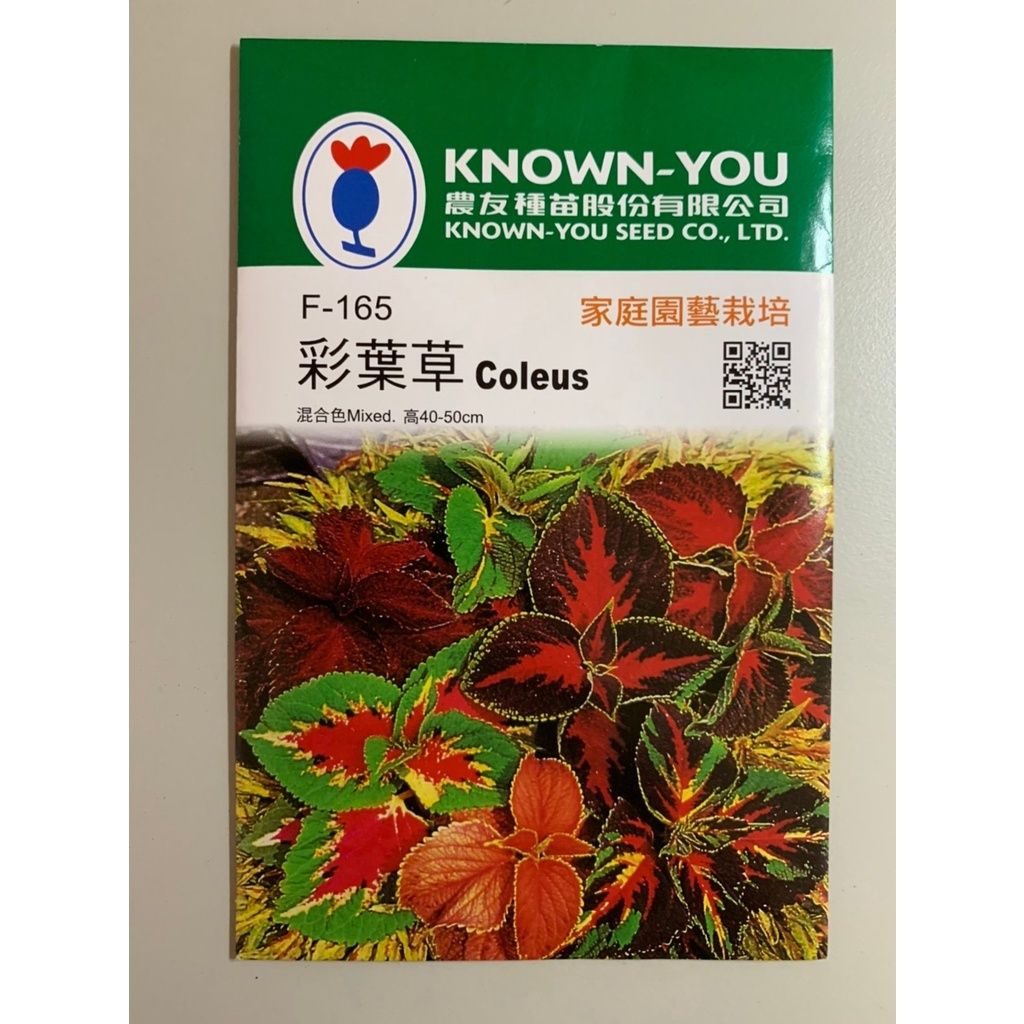 KNOWN-YOU
農友種苗股份有限公司
KNOWN-YOU SEED CO., LTD.
F-165
家庭園藝栽培
彩葉草 Coleus
混合色Mixed. 高40-50cm